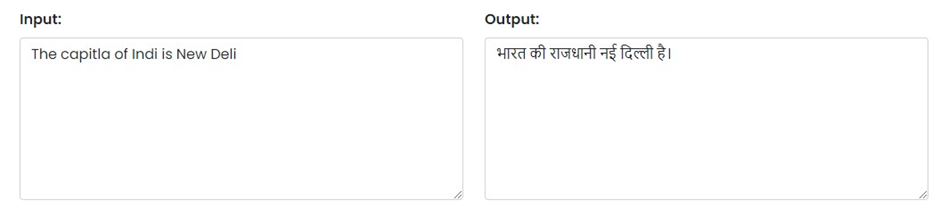 Input:
Output:
The capitla of Indi is New Deli
भारत की राजधानी नई दिल्ली है।